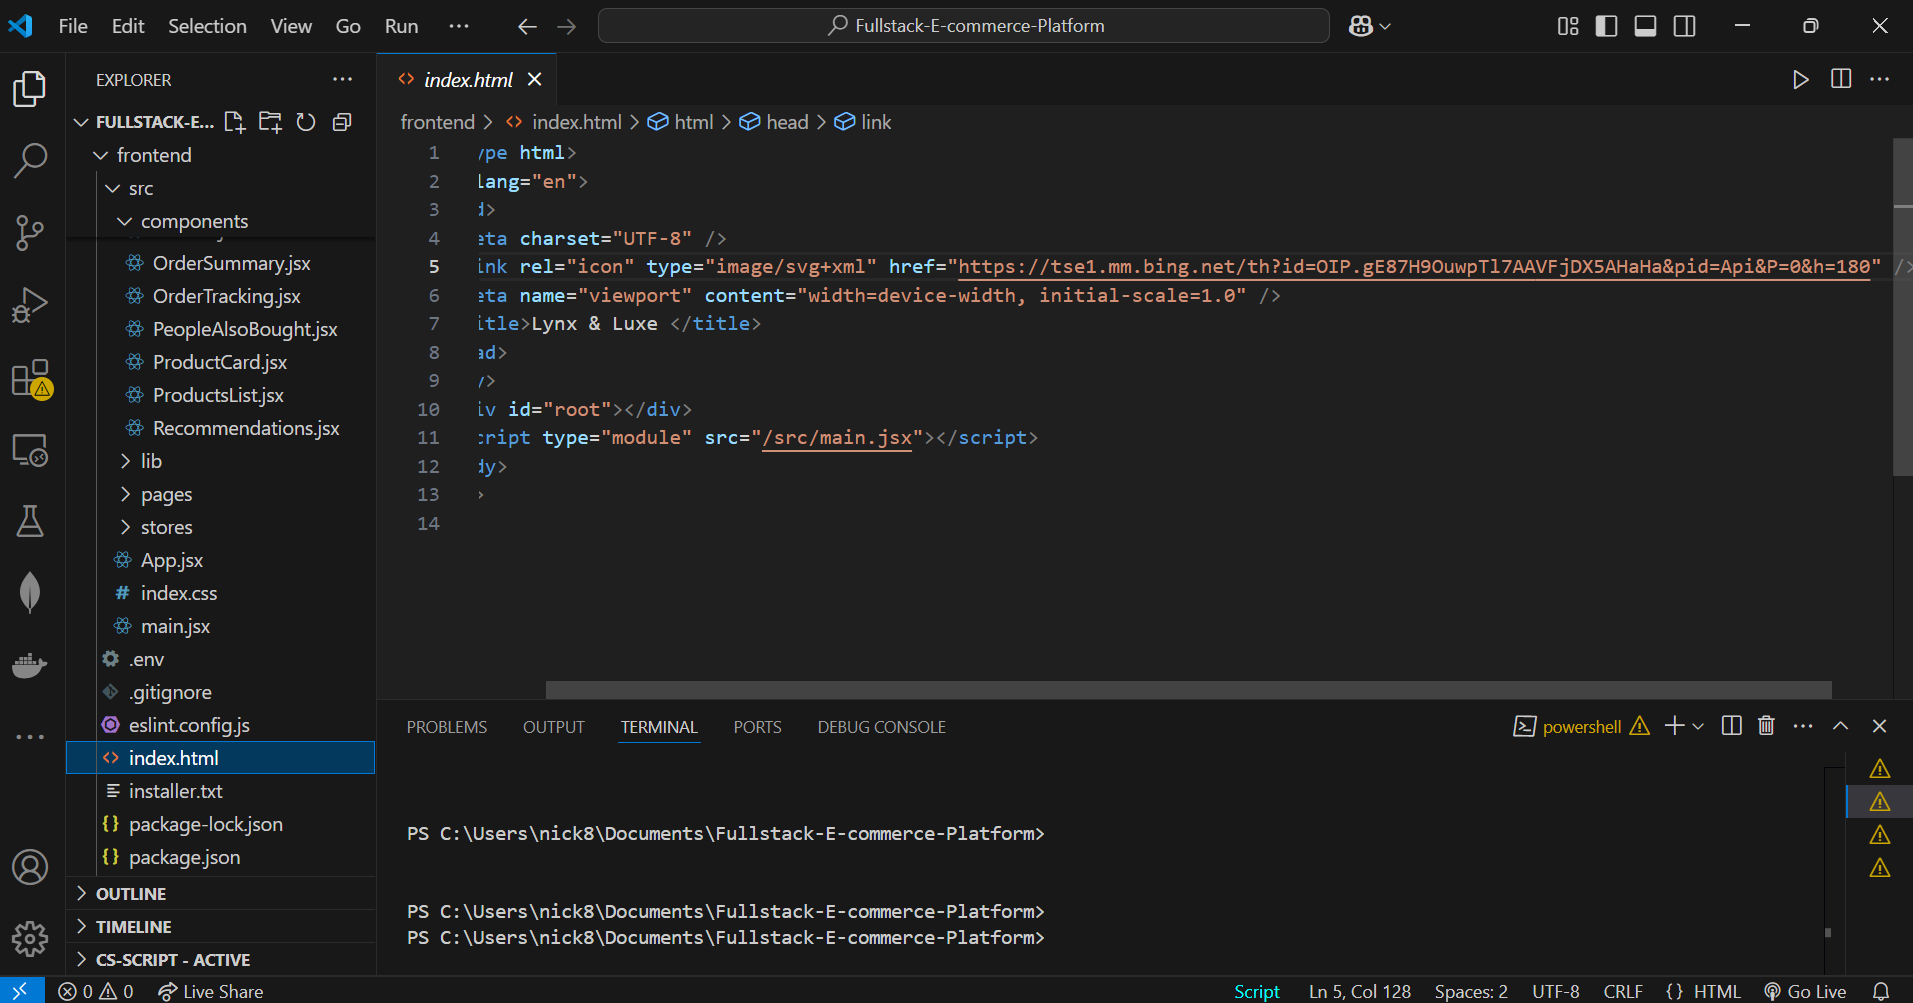 File Edit Selection View Go Run ··· Fullstack-E-commerce-Platform
EXPLORER ···
FULLSTACK-E...
frontend
src
components
OrderSummary.jsx
OrderTracking.jsx
PeopleAlsoBought.jsx
ProductCard.jsx
ProductsList.jsx
Recommendations.jsx
lib
pages
stores
App.jsx
# index.css
main.jsx
.env
.gitignore
eslint.config.js
<> index.html
installer.txt
{} package-lock.json
{} package.json
OUTLINE
TIMELINE
CS-SCRIPT - ACTIVE
<> index.html
frontend > <> index.html > html > head > link
1 ype html>
2 lang="en">
3 d>
4 eta charset="UTF-8" />
5 ink rel="icon" type="image/svg+xml" href="https://tse1.mm.bing.net/th?id=OIP.gE87H9OuwpTl7AAVFjDX5AHaHa&pid=Api&P=0&h=180" />
6 eta name="viewport" content="width=device-width, initial-scale=1.0" />
7 itle>Lynx & Luxe </title>
8 ad>
9 y>
10 iv id="root"></div>
11 cript type="module" src="/src/main.jsx"></script>
12 dy>
13 >
14
PROBLEMS OUTPUT TERMINAL PORTS DEBUG CONSOLE powershell
PS C:\Users\nick8\Documents\Fullstack-E-commerce-Platform>
PS C:\Users\nick8\Documents\Fullstack-E-commerce-Platform>
PS C:\Users\nick8\Documents\Fullstack-E-commerce-Platform>
0 0 Live Share Script Ln 5, Col 128 Spaces: 2 UTF-8 CRLF {} HTML Go Live